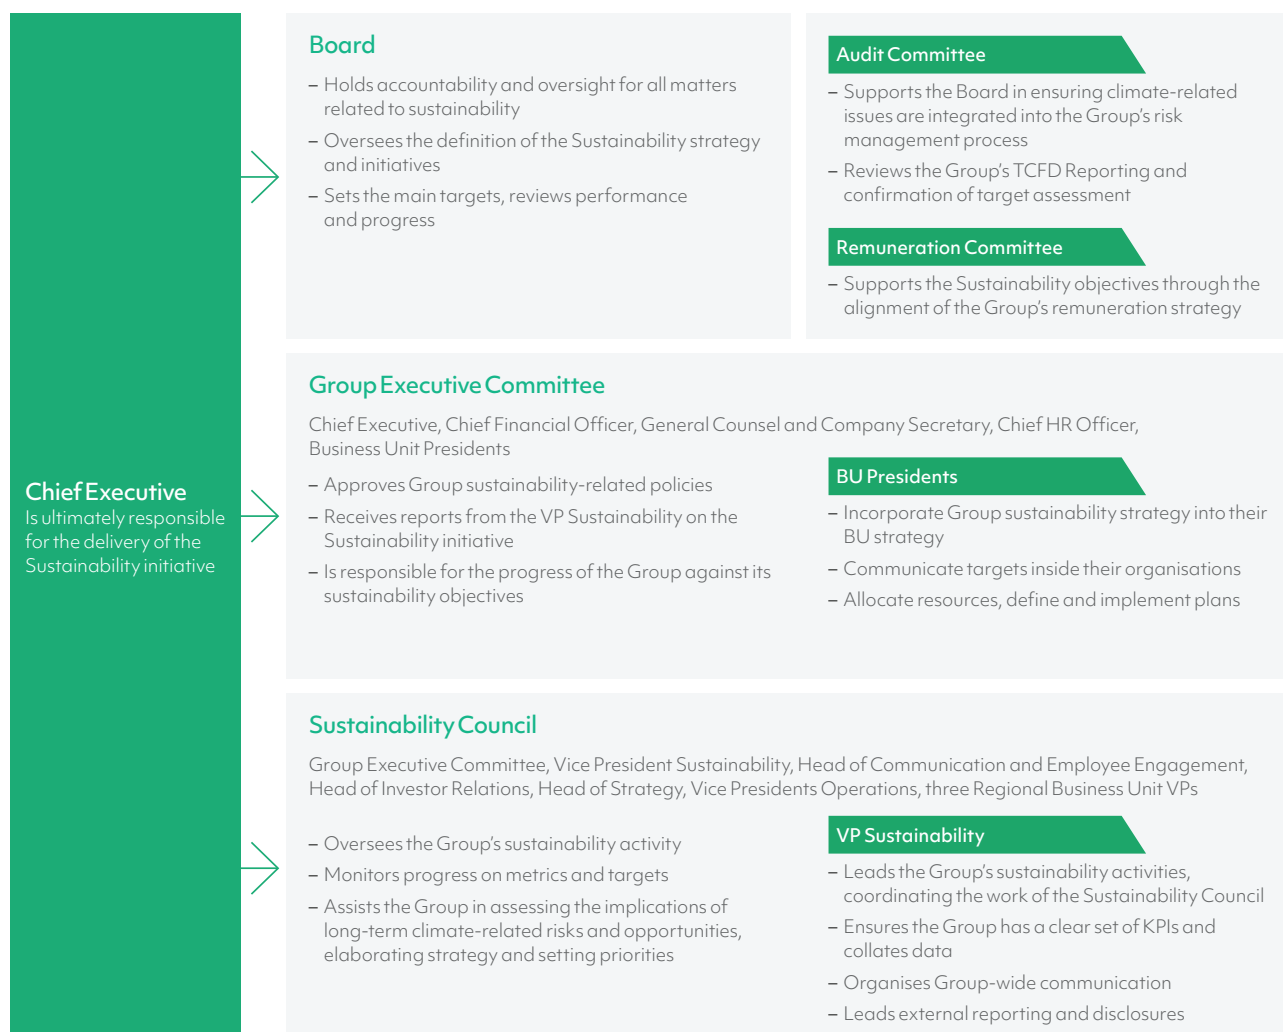 Chief Executive
Is ultimately responsible
for the delivery of the
Sustainability initiative
Board
– Holds accountability and oversight for all matters
related to sustainability
– Oversees the definition of the Sustainability strategy
and initiatives
– Sets the main targets, reviews performance
and progress
Audit Committee
– Supports the Board in ensuring climate-related
issues are integrated into the Group’s risk
management process
– Reviews the Group’s TCFD Reporting and
confirmation of target assessment
Remuneration Committee
– Supports the Sustainability objectives through the
alignment of the Group’s remuneration strategy
Group Executive Committee
Chief Executive, Chief Financial Officer, General Counsel and Company Secretary, Chief HR Officer,
Business Unit Presidents
– Approves Group sustainability-related policies
– Receives reports from the VP Sustainability on the
Sustainability initiative
– Is responsible for the progress of the Group against its
sustainability objectives
BU Presidents
– Incorporate Group sustainability strategy into their
BU strategy
– Communicate targets inside their organisations
– Allocate resources, define and implement plans
Sustainability Council
Group Executive Committee, Vice President Sustainability, Head of Communication and Employee Engagement,
Head of Investor Relations, Head of Strategy, Vice Presidents Operations, three Regional Business Unit VPs
– Oversees the Group’s sustainability activity
– Monitors progress on metrics and targets
– Assists the Group in assessing the implications of
long-term climate-related risks and opportunities,
elaborating strategy and setting priorities
VP Sustainability
– Leads the Group’s sustainability activities,
coordinating the work of the Sustainability Council
– Ensures the Group has a clear set of KPIs and
collates data
– Organises Group-wide communication
– Leads external reporting and disclosures